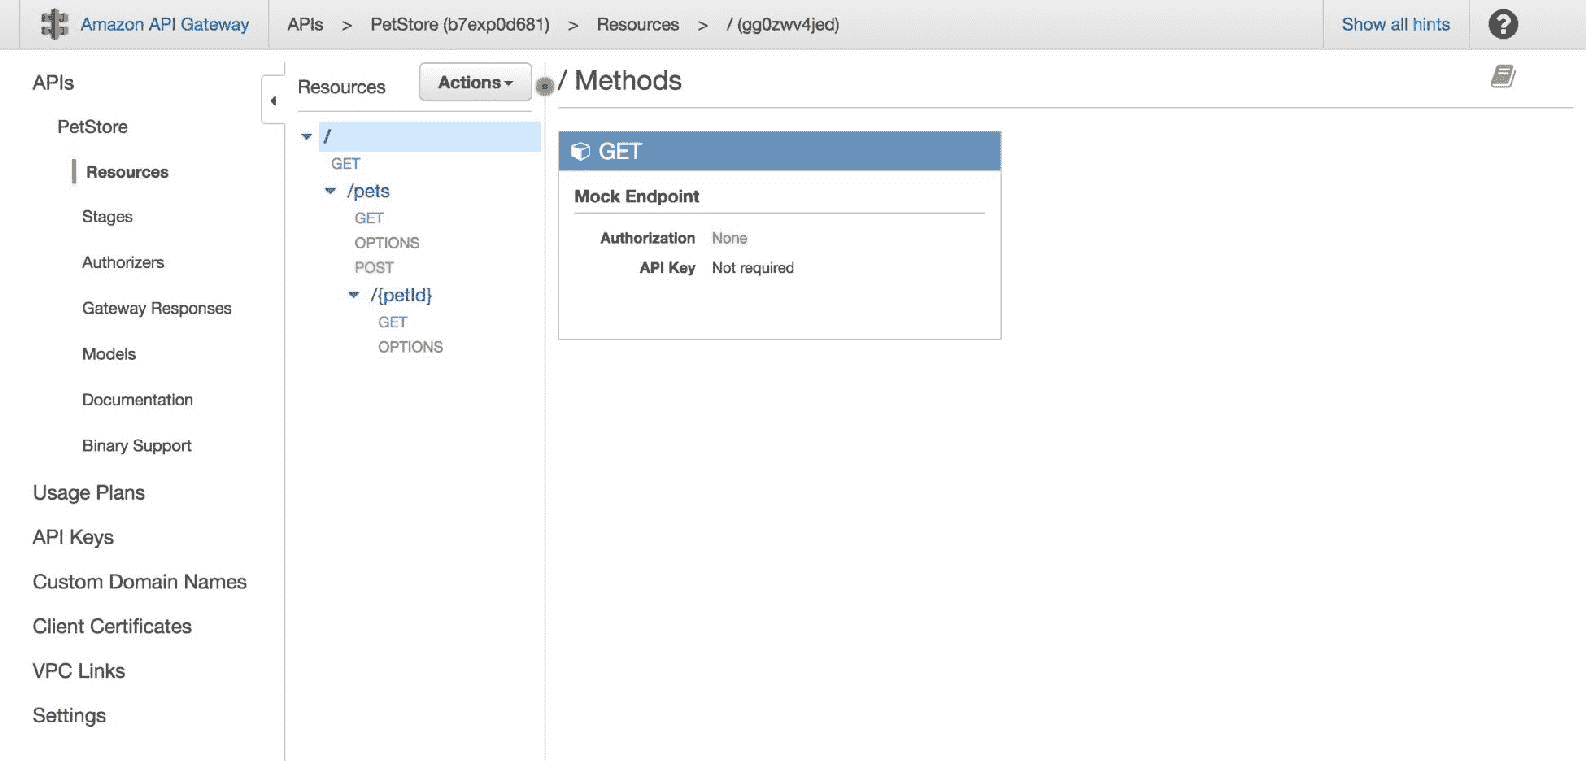 Amazon API Gateway
APIs > PetStore (b7exp0d681) > Resources > / (gg0zwv4jed)
Show all hints
?
APIs
PetStore
Resources
Stages
Authorizers
Gateway Responses
Models
Documentation
Binary Support
Usage Plans
API Keys
Custom Domain Names
Client Certificates
VPC Links
Settings
Resources
Actions
/
GET
/pets
GET
OPTIONS
POST
/{petId}
GET
OPTIONS
/ Methods
GET
Mock Endpoint
Authorization None
API Key Not required